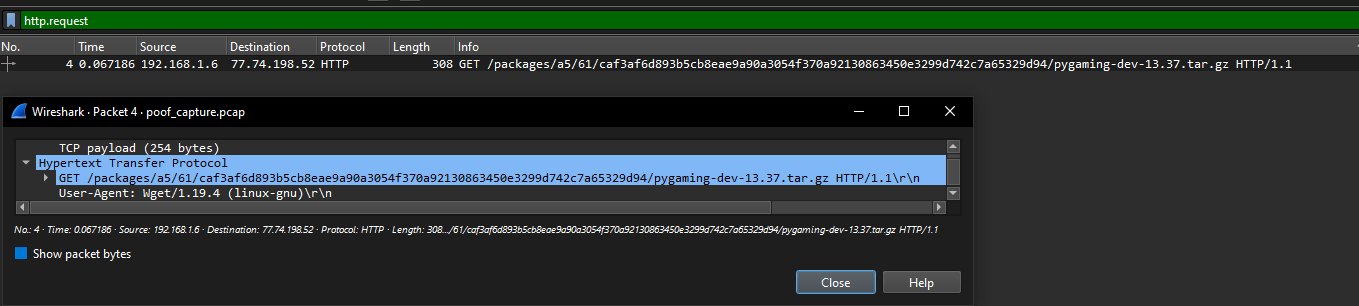 http.request
No. Time Source Destination Protocol Length Info
4 0.067186 192.168.1.6 77.74.198.52 HTTP 308 GET /packages/a5/61/caf3af6d893b5cb8eae9a90a3054f370a92130863450e3299d742c7a65329d94/pygaming-dev-13.37.tar.gz HTTP/1.1
Wireshark · Packet 4 · poof_capture.pcap
TCP payload (254 bytes)
Hypertext Transfer Protocol
GET /packages/a5/61/caf3af6d893b5cb8eae9a90a3054f370a92130863450e3299d742c7a65329d94/pygaming-dev-13.37.tar.gz HTTP/1.1\r\n
User-Agent: Wget/1.19.4 (linux-gnu)\r\n
No.: 4 · Time: 0.067186 · Source: 192.168.1.6 · Destination: 77.74.198.52 · Protocol: HTTP · Length: 308.../61/caf3af6d893b5cb8eae9a90a3054f370a92130863450e3299d742c7a65329d94/pygaming-dev-13.37.tar.gz HTTP/1.1
Show packet bytes
Close Help